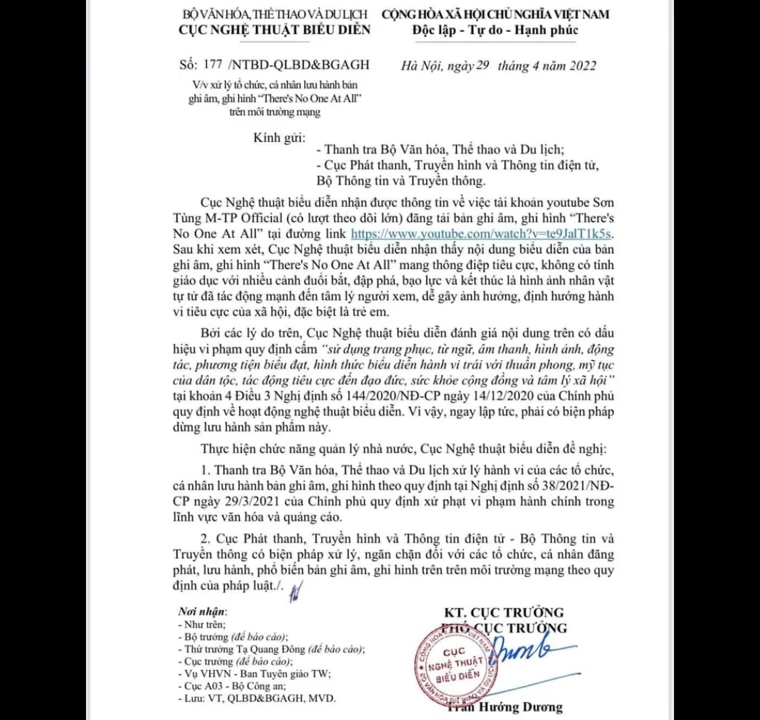 BỘ VĂN HÓA, THỂ THAO VÀ DU LỊCH
CỤC NGHỆ THUẬT BIỂU DIỄN
CỘNG HÒA XÃ HỘI CHỦ NGHĨA VIỆT NAM
Độc lập - Tự do - Hạnh phúc
Số: 177 /NTBD-QLBD&BGAGH
Hà Nội, ngày 29 tháng 4 năm 2022
V/v xử lý tổ chức, cá nhân lưu hành bản
ghi âm, ghi hình “There's No One At All”
trên môi trường mạng
Kính gửi:
- Thanh tra Bộ Văn hóa, Thể thao và Du lịch;
- Cục Phát thanh, Truyền hình và Thông tin điện tử,
Bộ Thông tin và Truyền thông.
Cục Nghệ thuật biểu diễn nhận được thông tin về việc tài khoản youtube Sơn
Tùng M-TP Official (có lượt theo dõi lớn) đăng tải bản ghi âm, ghi hình “There's
No One At All” tại đường link https://www.youtube.com/watch?v=te9JalT1k5s.
Sau khi xem xét, Cục Nghệ thuật biểu diễn nhận thấy nội dung biểu diễn của bản
ghi âm, ghi hình “There's No One At All” mang thông điệp tiêu cực, không có tính
giáo dục với nhiều cảnh đuổi bắt, đập phá, bạo lực và kết thúc là hình ảnh nhân vật
tự tử đã tác động mạnh đến tâm lý người xem, dễ gây ảnh hưởng, định hướng hành
vi tiêu cực của xã hội, đặc biệt là trẻ em.
Bởi các lý do trên, Cục Nghệ thuật biểu diễn đánh giá nội dung trên có dấu
hiệu vi phạm quy định cấm “sử dụng trang phục, từ ngữ, âm thanh, hình ảnh, động
tác, phương tiện biểu đạt, hình thức biểu diễn hành vi trái với thuần phong, mỹ tục
của dân tộc, tác động tiêu cực đến đạo đức, sức khỏe cộng đồng và tâm lý xã hội”
tại khoản 4 Điều 3 Nghị định số 144/2020/NĐ-CP ngày 14/12/2020 của Chính phủ
quy định về hoạt động nghệ thuật biểu diễn. Vì vậy, ngay lập tức, phải có biện pháp
dừng lưu hành sản phẩm này.
Thực hiện chức năng quản lý nhà nước, Cục Nghệ thuật biểu diễn đề nghị:
1. Thanh tra Bộ Văn hóa, Thể thao và Du lịch xử lý hành vi của các tổ chức,
cá nhân lưu hành bản ghi âm, ghi hình theo quy định tại Nghị định số 38/2021/NĐ-
CP ngày 29/3/2021 của Chính phủ quy định xử phạt vi phạm hành chính trong
lĩnh vực văn hóa và quảng cáo.
2. Cục Phát thanh, Truyền hình và Thông tin điện tử - Bộ Thông tin và
Truyền thông có biện pháp xử lý, ngăn chặn đối với các tổ chức, cá nhân đăng
phát, lưu hành, phổ biến bản ghi âm, ghi hình trên trên môi trường mạng theo quy
định của pháp luật./.
Nơi nhận:
- Như trên;
- Bộ trưởng (để báo cáo);
- Thứ trưởng Tạ Quang Đông (để báo cáo);
- Cục trưởng (để báo cáo);
- Vụ VHVN - Ban Tuyên giáo TW;
- Cục A03 - Bộ Công an;
- Lưu: VT, QLBD&BGAGH, MVD.
KT. CỤC TRƯỞNG
PHÓ CỤC TRƯỞNG
CỤC
NGHỆ THUẬT
BIỂU DIỄN
Trần Hướng Dương